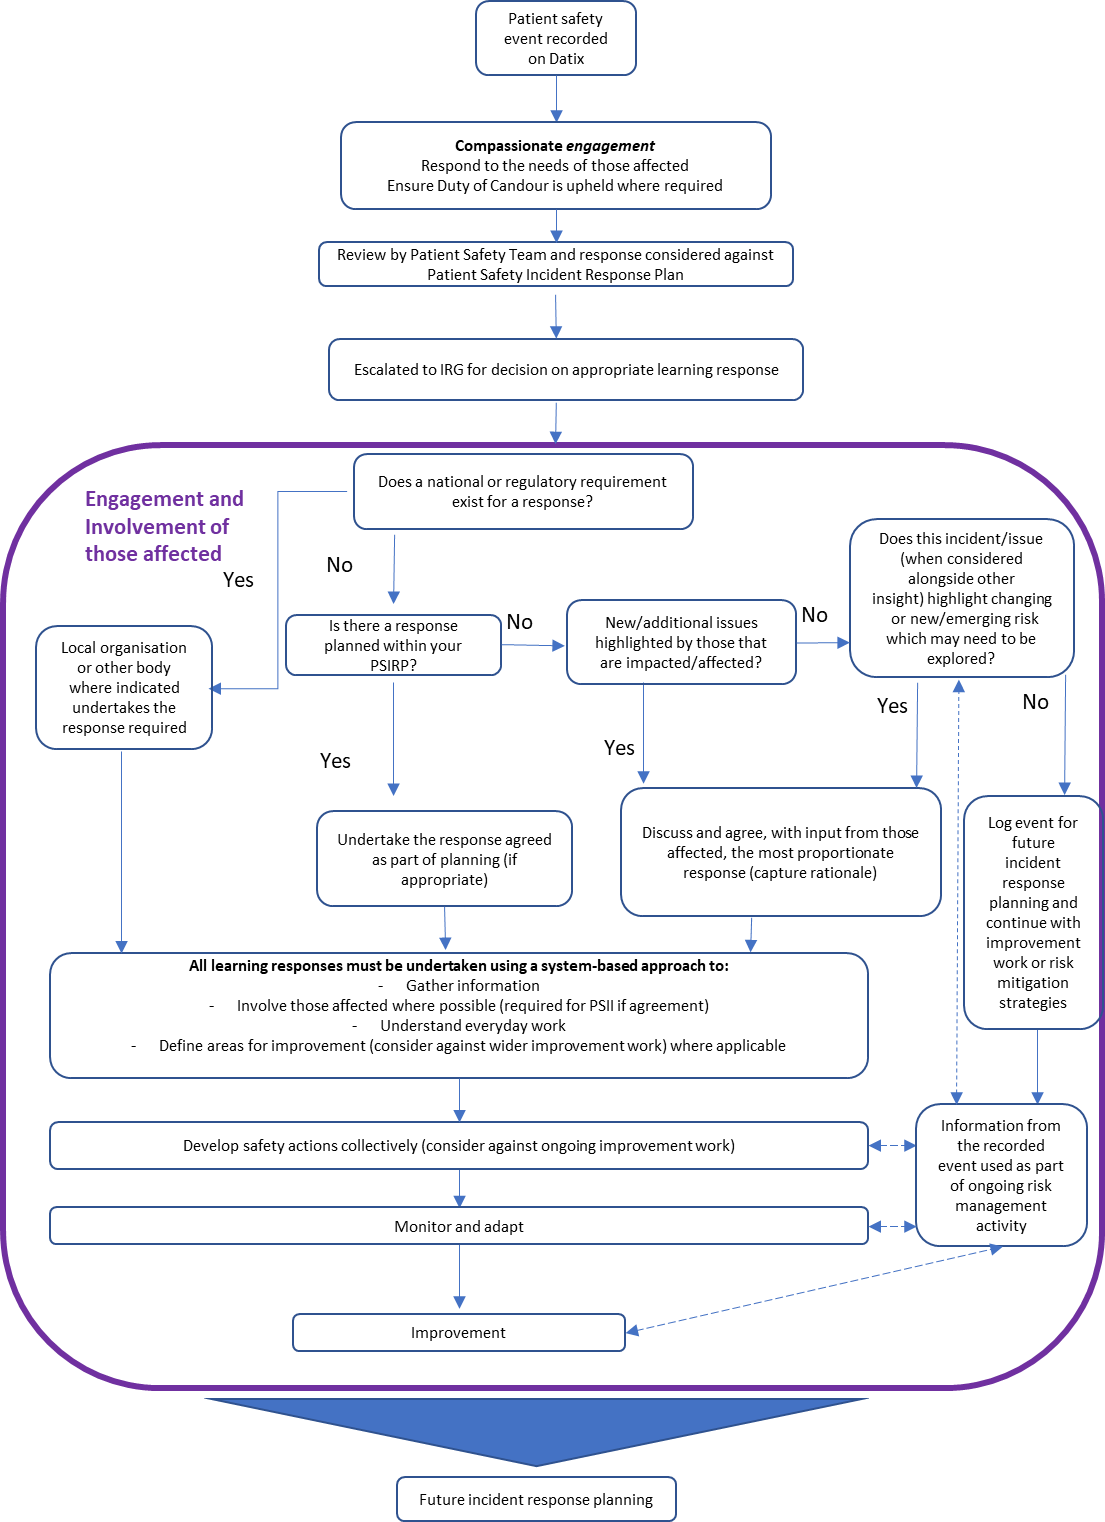 Patient safety
event recorded
on Datix
Compassionate engagement
Respond to the needs of those affected
Ensure Duty of Candour is upheld where required
Review by Patient Safety Team and response considered against
Patient Safety Incident Response Plan
Escalated to IRG for decision on appropriate learning response
Engagement and
Involvement of
those affected
Does a national or regulatory requirement
exist for a response?
Yes
No
Is there a response
planned within your
PSIRP?
No
New/additional issues
highlighted by those that
are impacted/affected?
No
Does this incident/issue
(when considered
alongside other
insight) highlight changing
or new/emerging risk
which may need to be
explored?
Local organisation
or other body
where indicated
undertakes the
response required
Yes
Yes
Yes
No
Undertake the response agreed
as part of planning (if
appropriate)
Discuss and agree, with input from those
affected, the most proportionate
response (capture rationale)
Log event for
future
incident
response
planning and
continue with
improvement
work or risk
mitigation
strategies
All learning responses must be undertaken using a system-based approach to:
- Gather information
- Involve those affected where possible (required for PSII if agreement)
- Understand everyday work
- Define areas for improvement (consider against wider improvement work) where applicable
Develop safety actions collectively (consider against ongoing improvement work)
Information from
the recorded
event used as part
of ongoing risk
management
activity
Monitor and adapt
Improvement
Future incident response planning